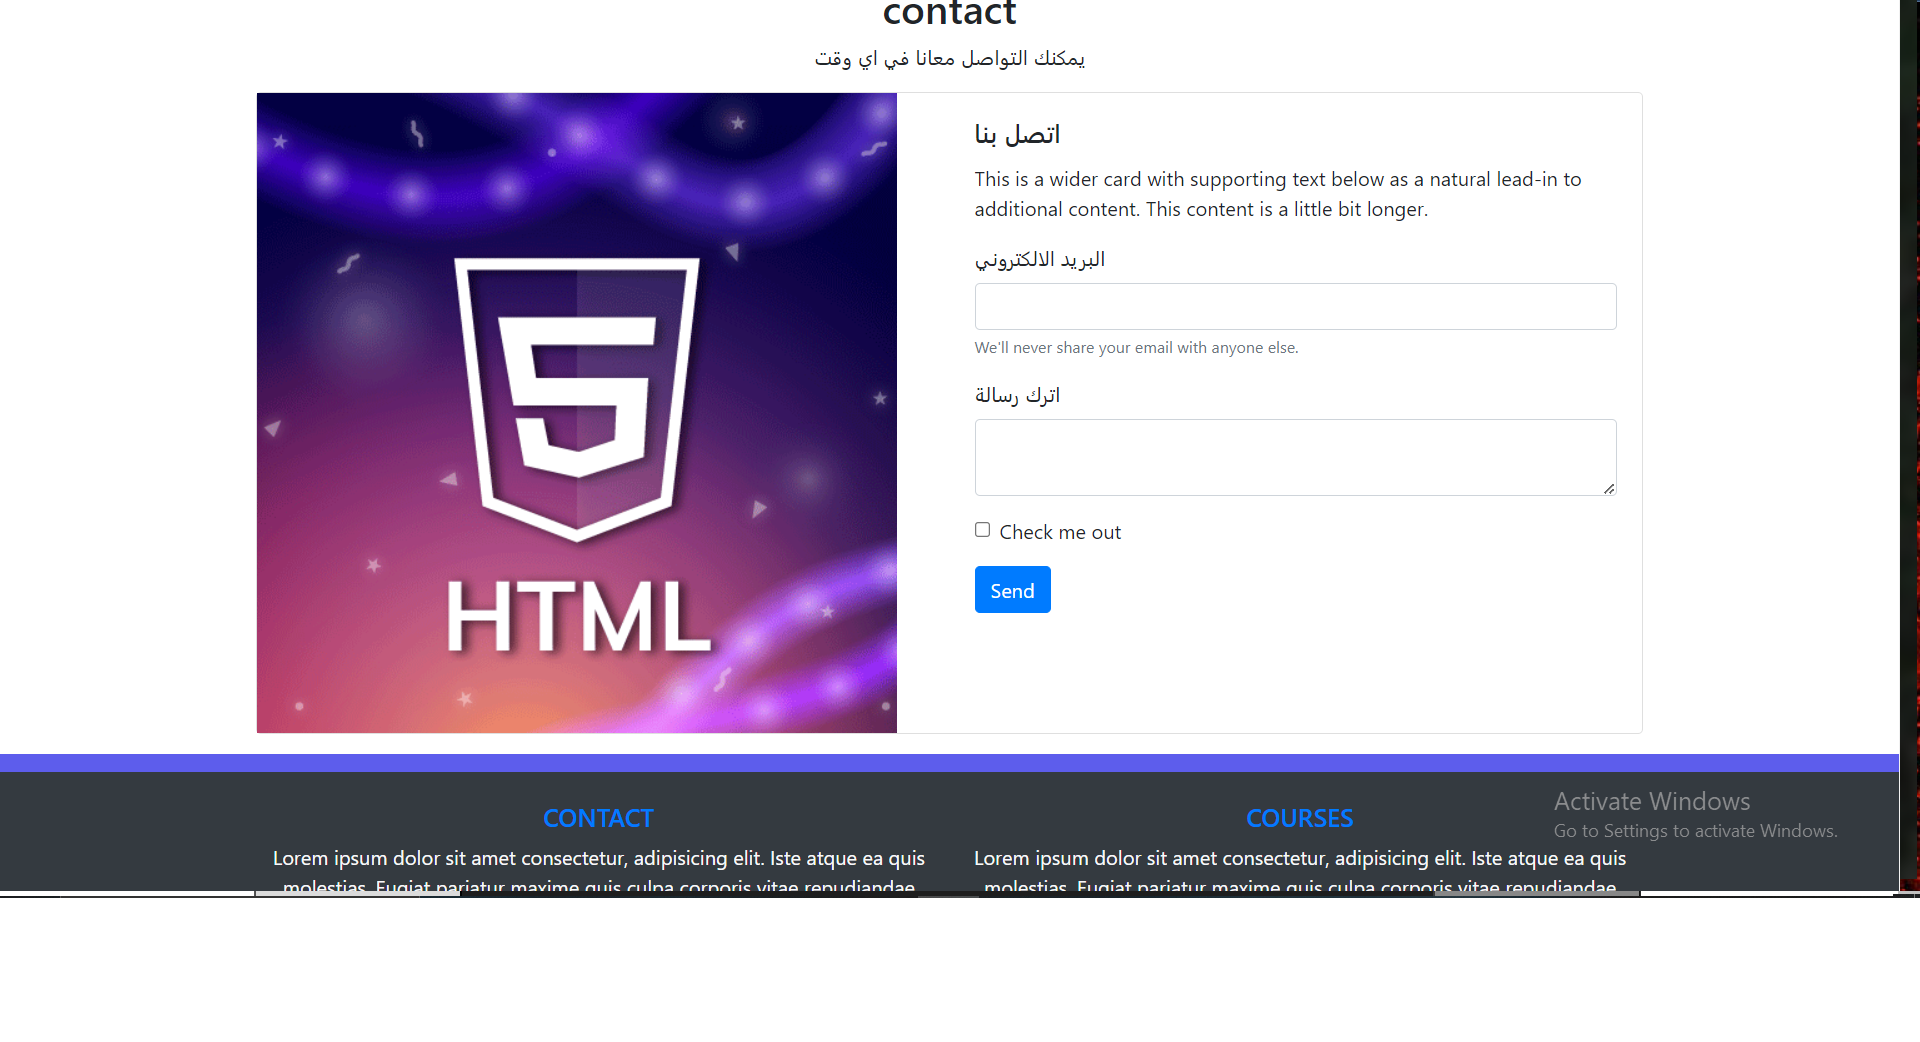 contact
يمكنك التواصل معانا في اي وقت
5
HTML
اتصل بنا
This is a wider card with supporting text below as a natural lead-in to
additional content. This content is a little bit longer.
البريد الالكتروني
We'll never share your email with anyone else.
اترك رسالة
Check me out
Send
CONTACT
Lorem ipsum dolor sit amet consectetur, adipisicing elit. Iste atque ea quis
molestias. Fugiat pariatur maxime quis culpa corporis vitae repudiandae
COURSES
Lorem ipsum dolor sit amet consectetur, adipisicing elit. Iste atque ea quis
molestias. Fugiat pariatur maxime quis culpa corporis vitae repudiandae
Activate Windows
Go to Settings to activate Windows.